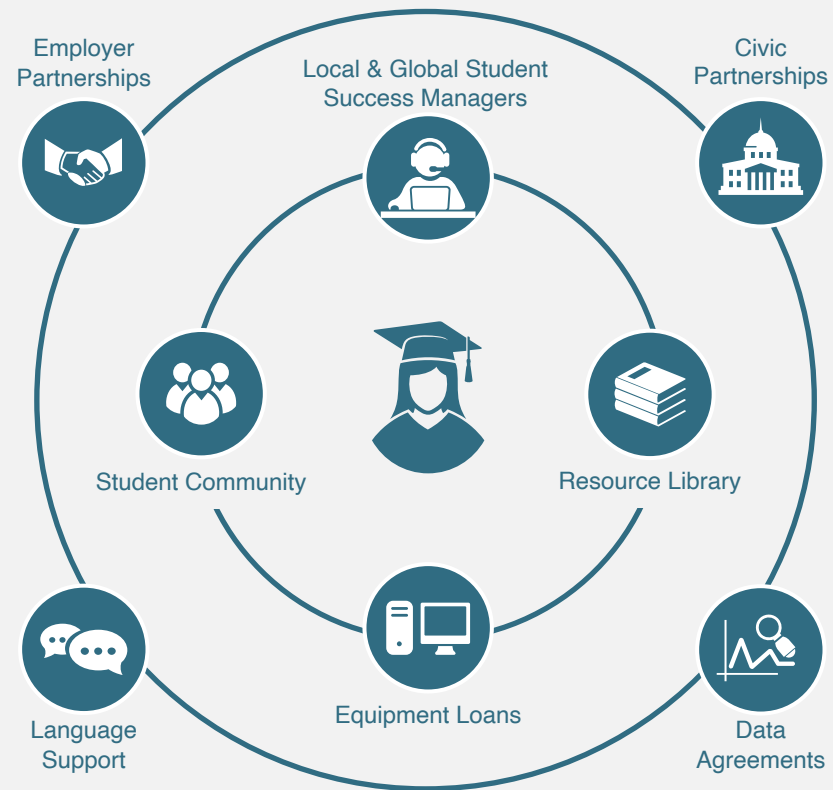 Employer
Partnerships
Local & Global Student
Success Managers
Civic
Partnerships
Student Community
Resource Library
Language
Support
Equipment Loans
Data
Agreements